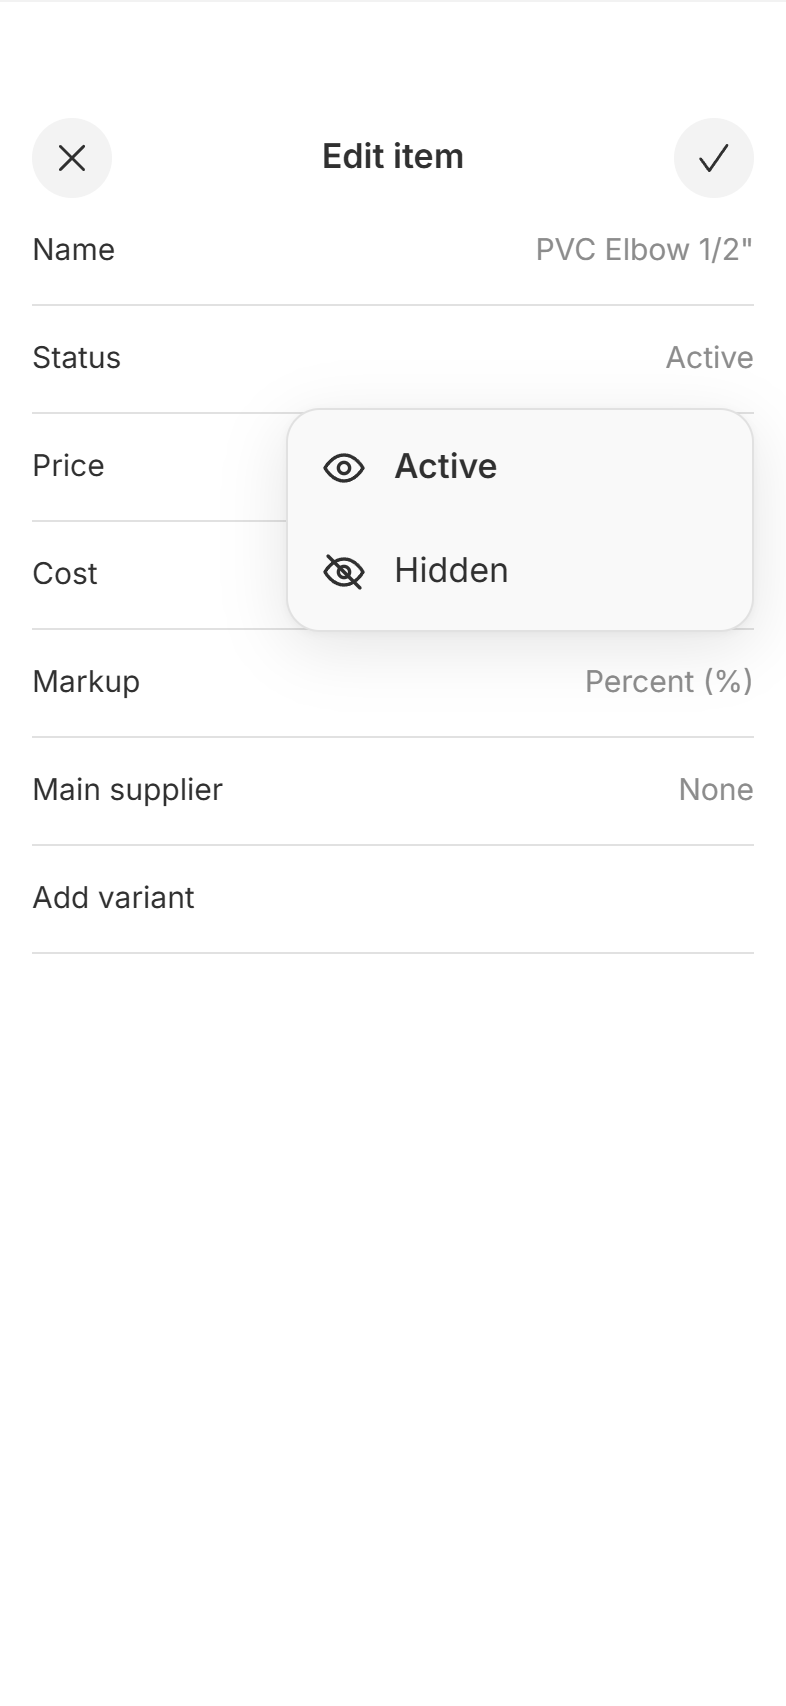 Edit item
Name PVC Elbow 1/2"
Status Active
Price
Active
Cost
Hidden
Markup Percent (%)
Main supplier None
Add variant